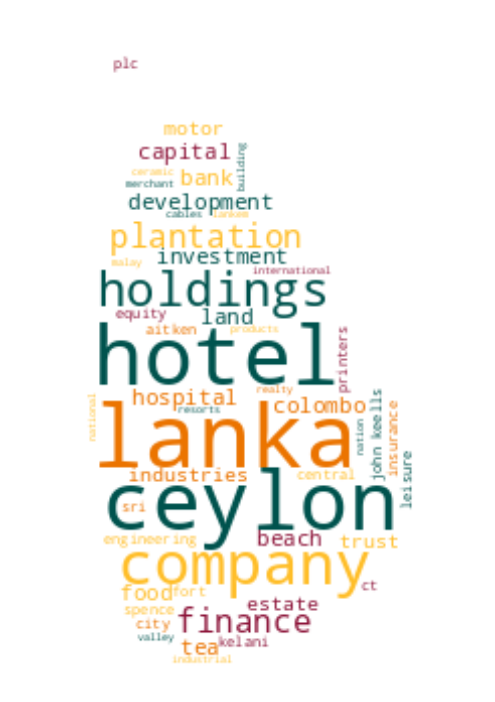 plc
motor
capital
building
ceramic
bank
merchant
development
cables lankem
plantation
investment
malay
international
holdings
equity
land
aitken
products
hotel
printers
hospital
realty
resorts
colombo
national
lanka
nation
john keells
insurance
leisure
industries
central
ceylon
sri
engineering
beach
trust
company
ct
food
fort
estate
spence
finance
city
valley
kelani
tea
industrial